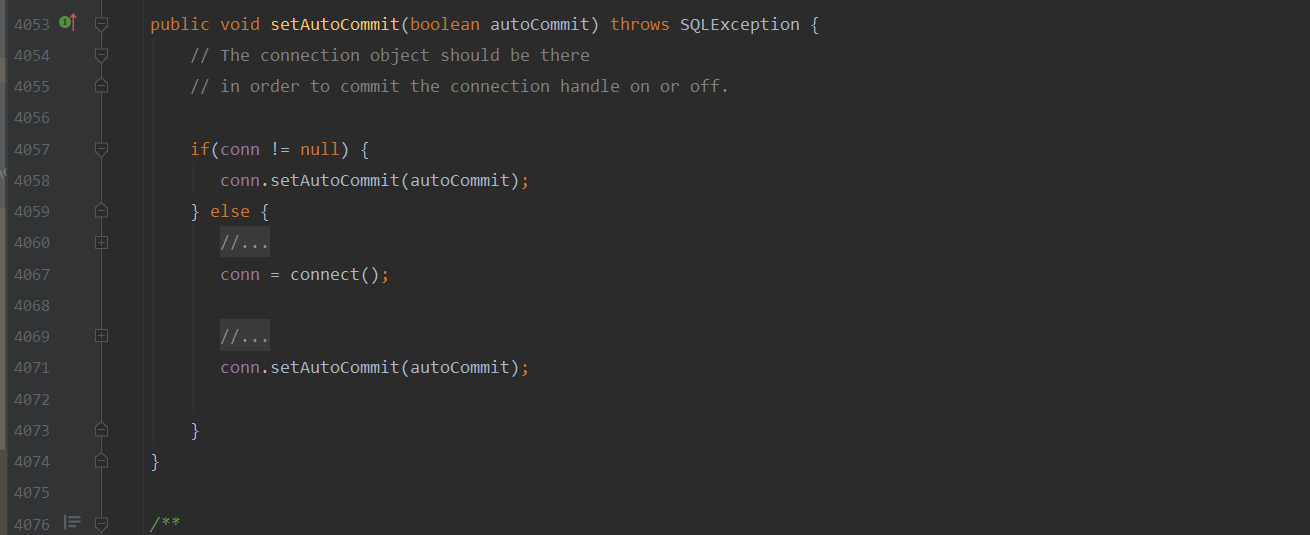 4053 public void setAutoCommit(boolean autoCommit) throws SQLException {
4054 // The connection object should be there
4055 // in order to commit the connection handle on or off.
4056
4057 if(conn != null) {
4058 conn.setAutoCommit(autoCommit);
4059 } else {
4060 //...
4067 conn = connect();
4068
4069 //...
4071 conn.setAutoCommit(autoCommit);
4072
4073 }
4074 }
4075
4076 /**